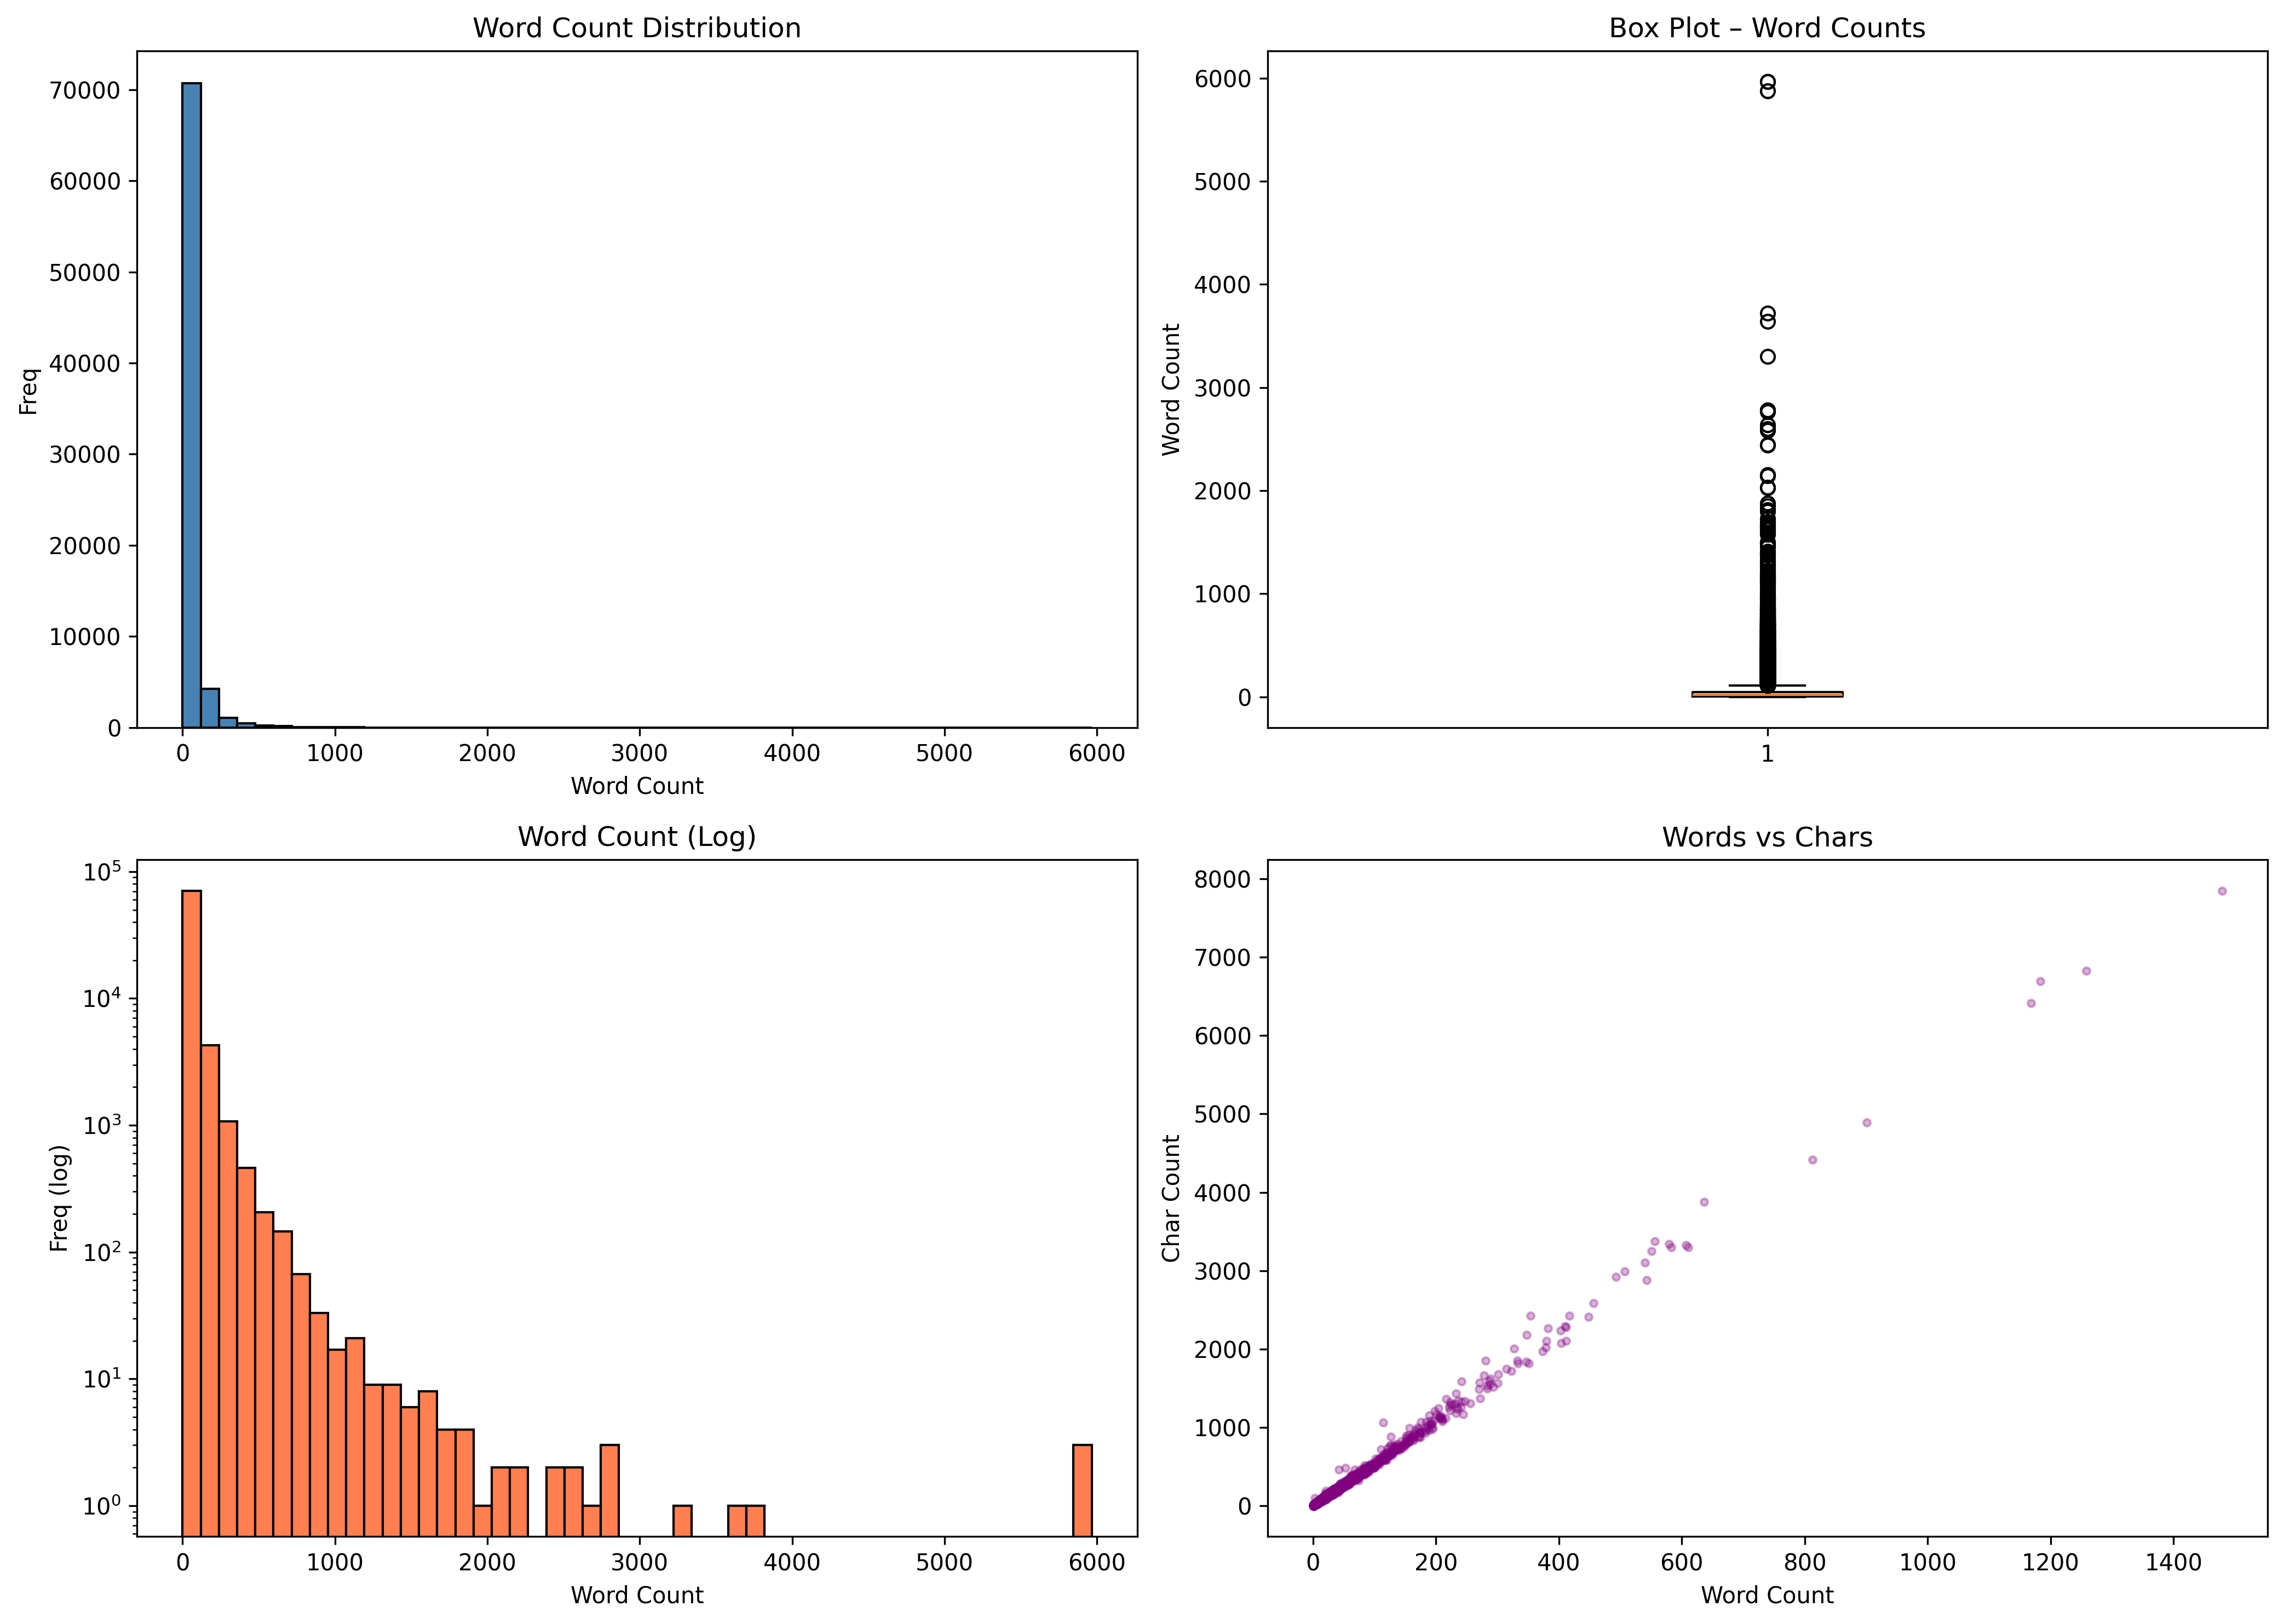 Word Count Distribution
70000
60000
50000
40000
30000
20000
10000
0
Freq
0 1000 2000 3000 4000 5000 6000
Word Count
Box Plot – Word Counts
6000
5000
4000
3000
2000
1000
0
Word Count
1
Word Count (Log)
10⁵
10⁴
10³
10²
10¹
10⁰
Freq (log)
0 1000 2000 3000 4000 5000 6000
Word Count
Words vs Chars
8000
7000
6000
5000
4000
3000
2000
1000
0
Char Count
0 200 400 600 800 1000 1200 1400
Word Count